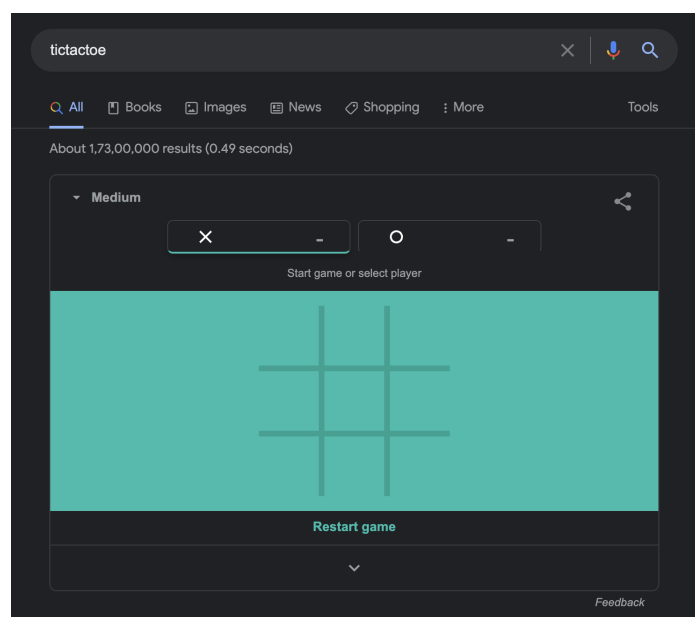 tictactoe
All Books Images News Shopping More Tools
About 1,73,00,000 results (0.49 seconds)
Medium
X - O -
Start game or select player
Restart game
Feedback